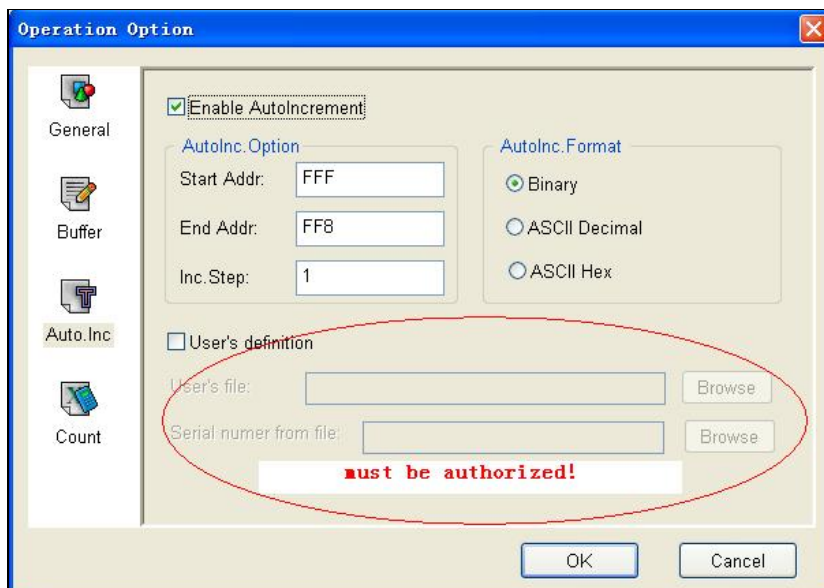 Operation Option
General
Buffer
Auto.Inc
Count
Enable AutoIncrement
AutoInc.Option
Start Addr: FFF
End Addr: FF8
Inc.Step: 1
AutoInc.Format
Binary
ASCII Decimal
ASCII Hex
User's definition
User's file: Browse
Serial numer from file: Browse
must be authorized!
OK Cancel